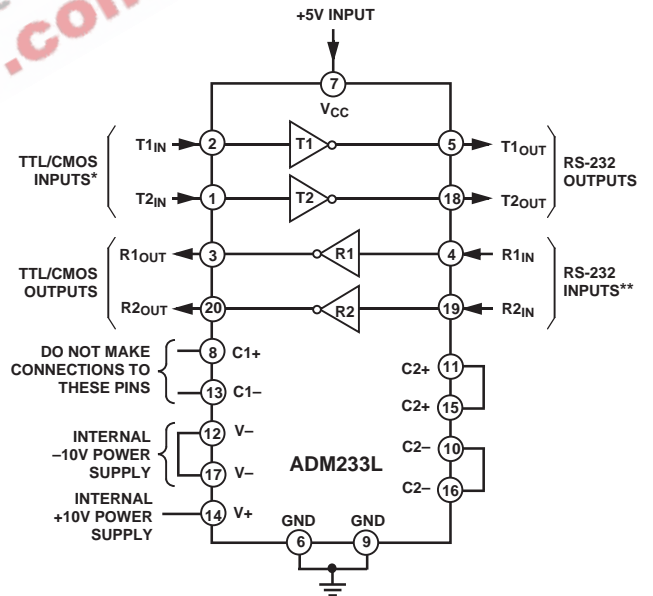 .com
+5V INPUT
7
VCC
TTL/CMOS
INPUTS*
T1IN
2
T1
5
T1OUT
T2IN
1
T2
18
T2OUT
RS-232
OUTPUTS
TTL/CMOS
OUTPUTS
R1OUT
3
R1
4
R1IN
R2OUT
20
R2
19
R2IN
RS-232
INPUTS**
DO NOT MAKE
CONNECTIONS TO
THESE PINS
8
C1+
13
C1–
C2+
11
C2+
15
INTERNAL
–10V POWER
SUPPLY
12
V–
17
V–
C2–
10
C2–
16
ADM233L
INTERNAL
+10V POWER
SUPPLY
14
V+
GND
6
GND
9